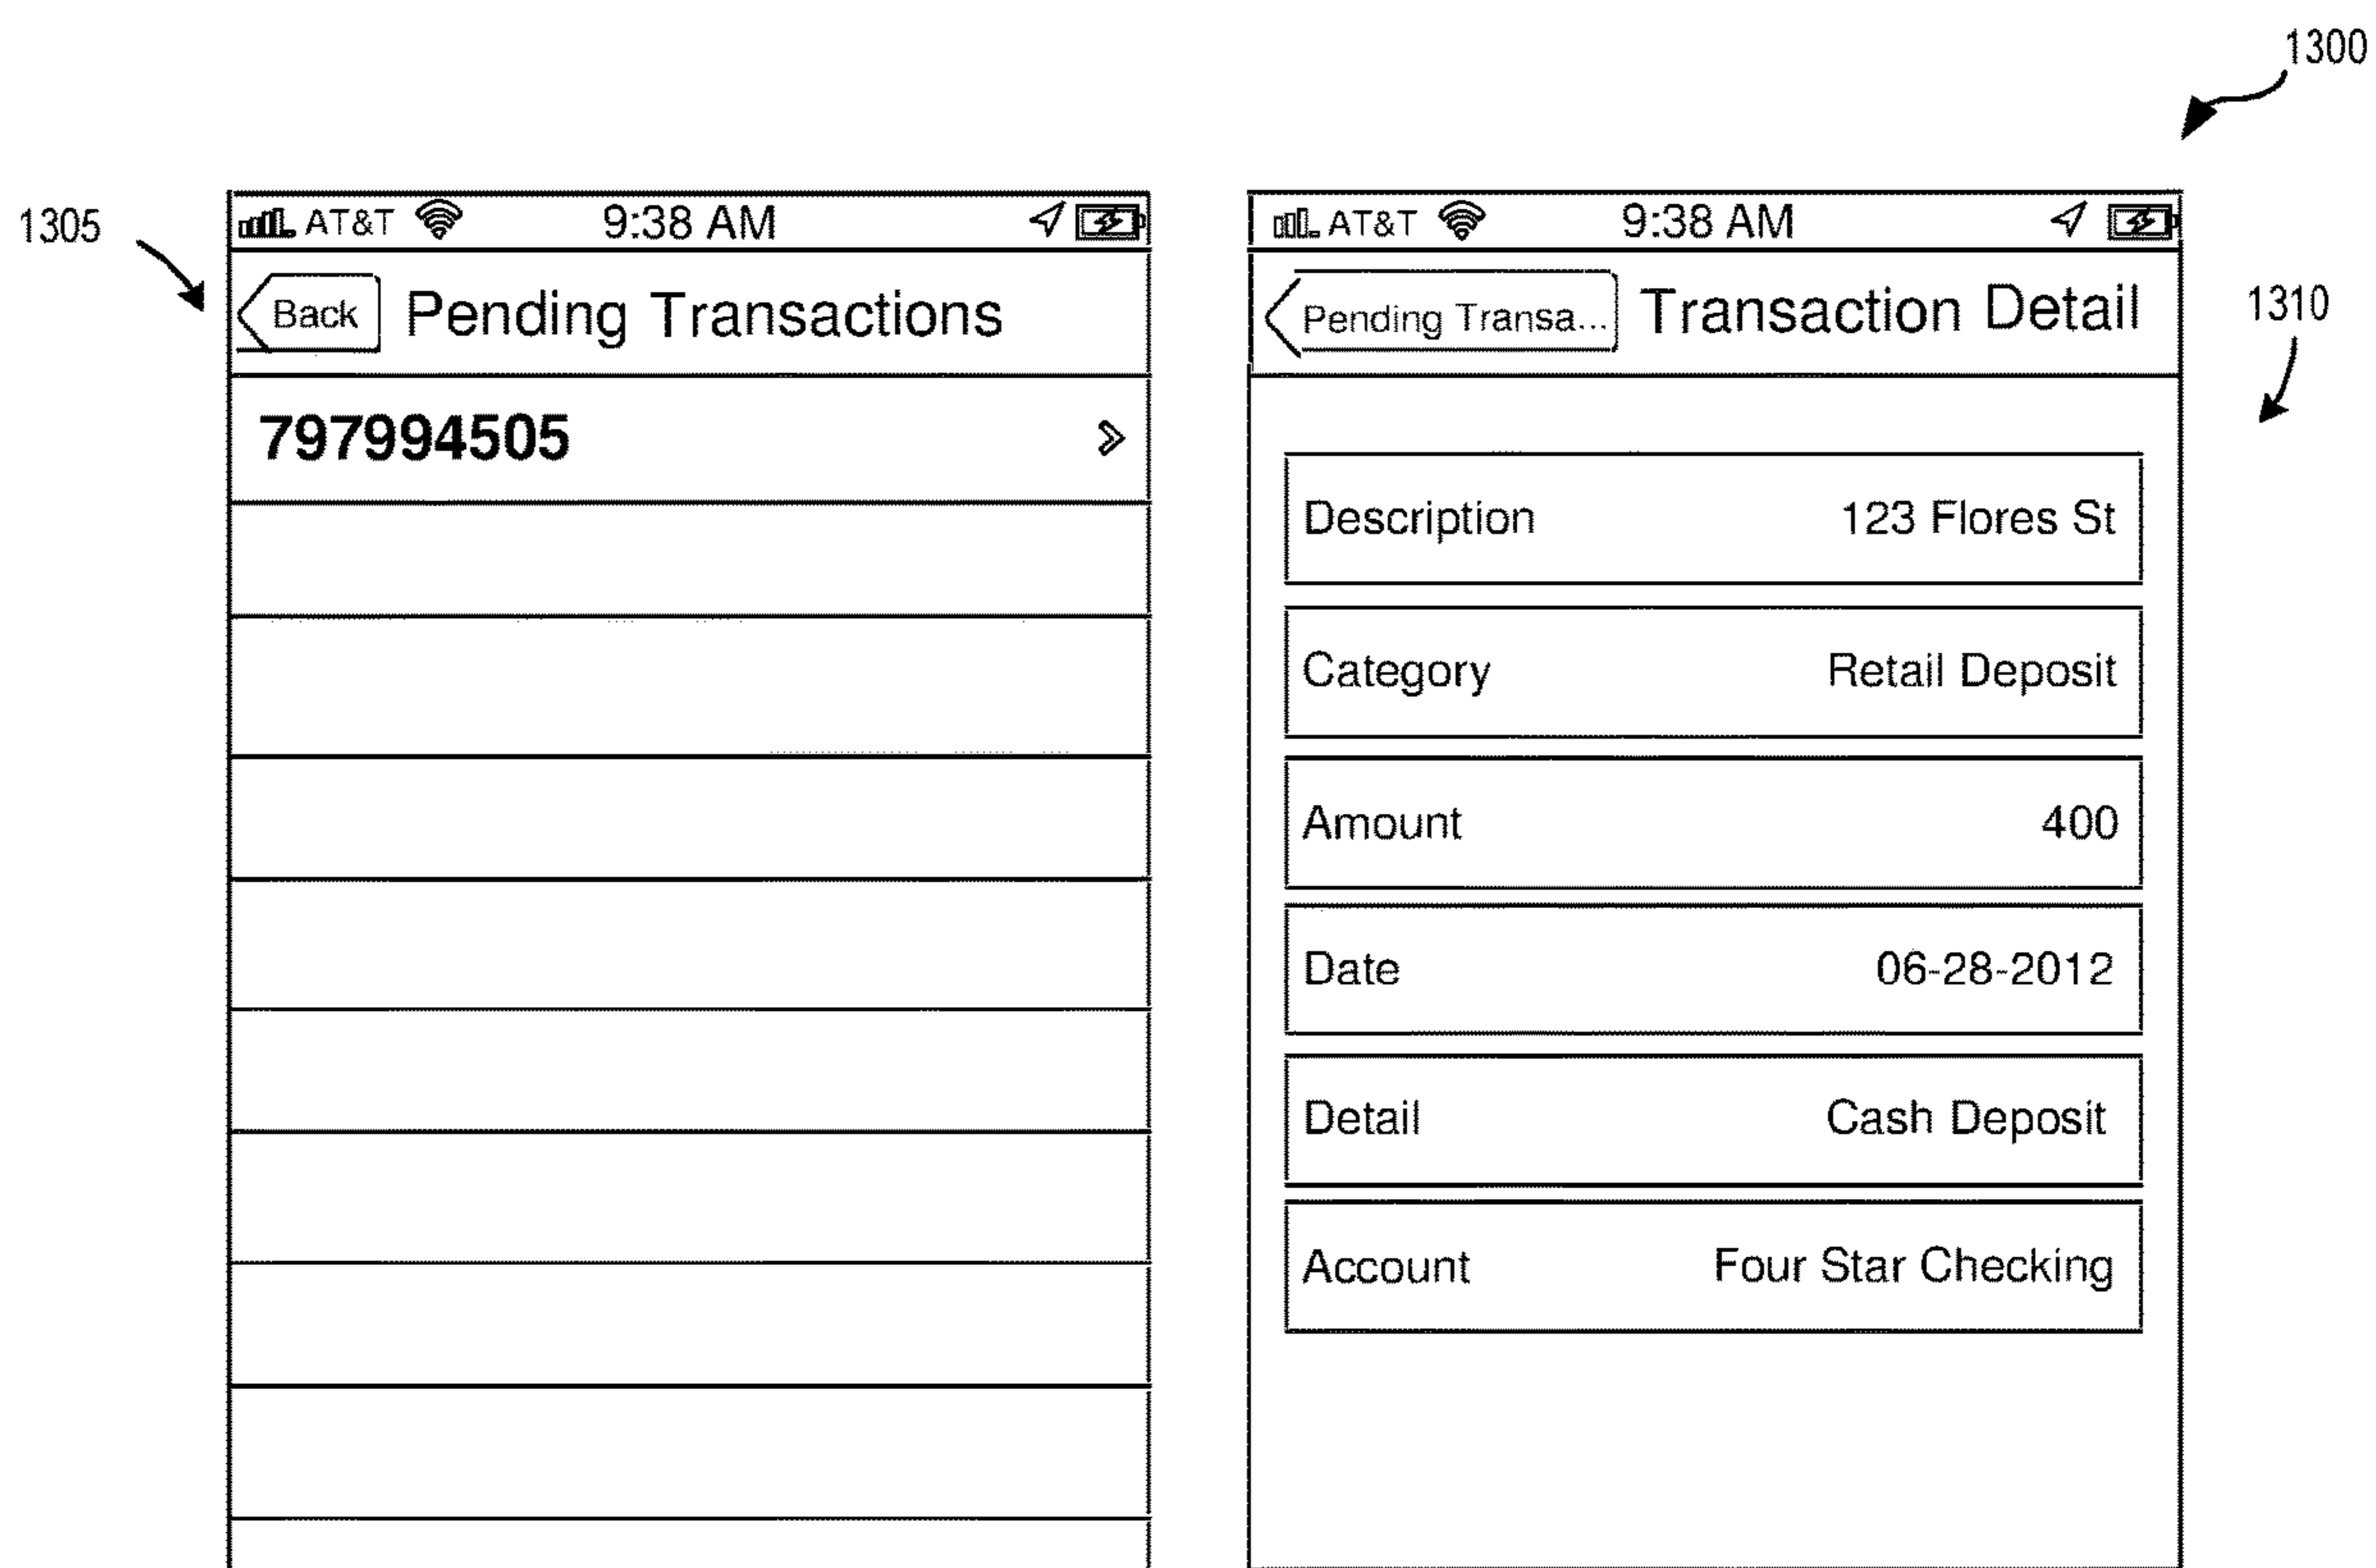 1300
1305
AT&T 9:38 AM
Back Pending Transactions
797994505
AT&T 9:38 AM
Pending Transa... Transaction Detail
1310
Description 123 Flores St
Category Retail Deposit
Amount 400
Date 06-28-2012
Detail Cash Deposit
Account Four Star Checking